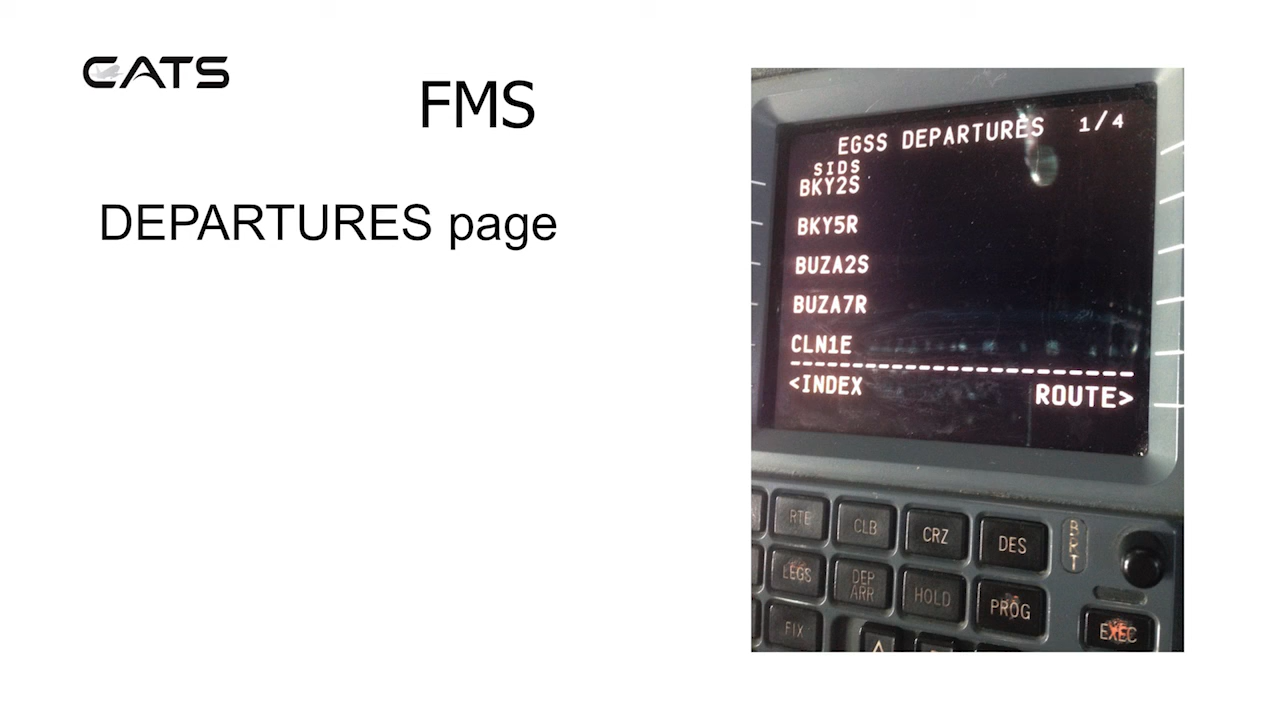 CATS
FMS
DEPARTURES page
EGSS DEPARTURES 1/4
SIDS
BKY2S
BKY5R
BUZA2S
BUZA7R
CLN1E
<INDEX ROUTE>
RTE CLB CRZ DES BRT
LEGS DEP ARR HOLD PROG
FIX EXEC